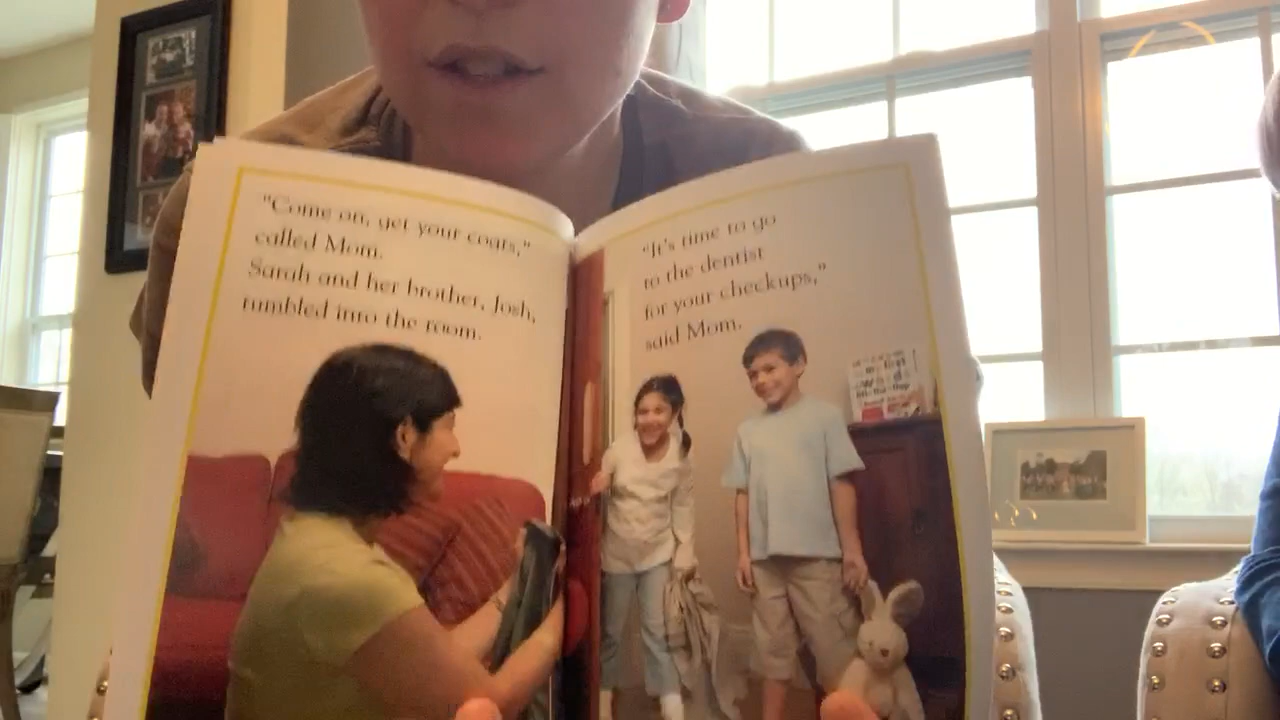 "Come on, get your coats,"
called Mom.
Sarah and her brother, Josh,
tumbled into the room.
"It's time to go
to the dentist
for your checkups,"
said Mom.